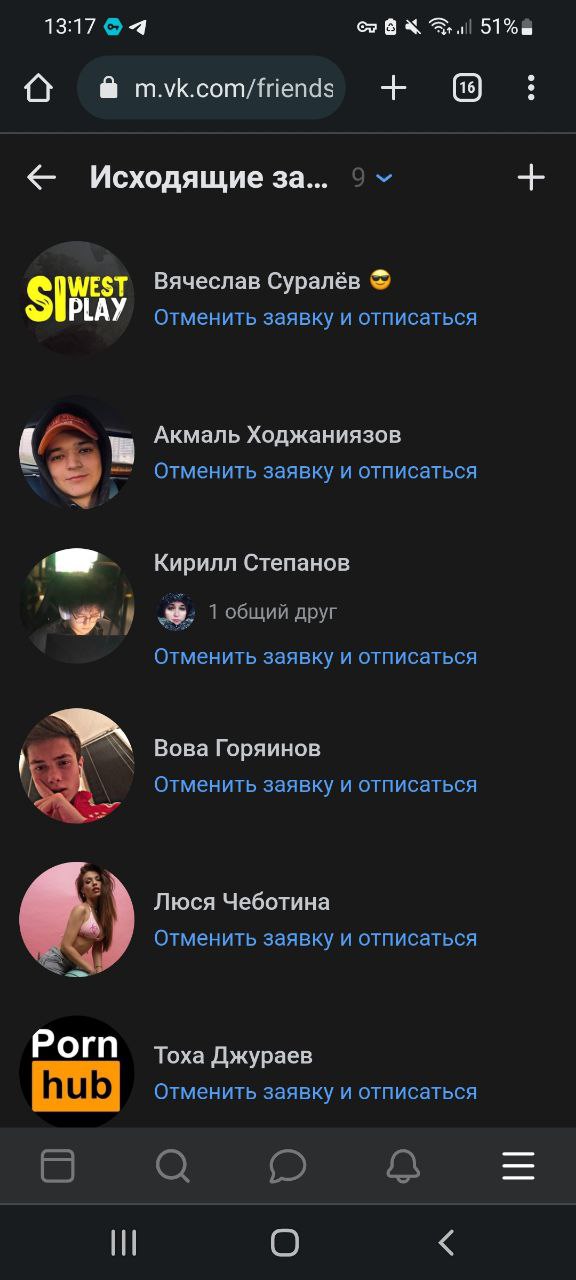 13:17
51%
m.vk.com/friends
16
Исходящие за... 9
SI WEST PLAY
Вячеслав Суралёв 😎
Отменить заявку и отписаться
Акмаль Ходжаниязов
Отменить заявку и отписаться
Кирилл Степанов
1 общий друг
Отменить заявку и отписаться
Вова Горяинов
Отменить заявку и отписаться
Люся Чеботина
Отменить заявку и отписаться
Porn
hub
Тоха Джураев
Отменить заявку и отписаться